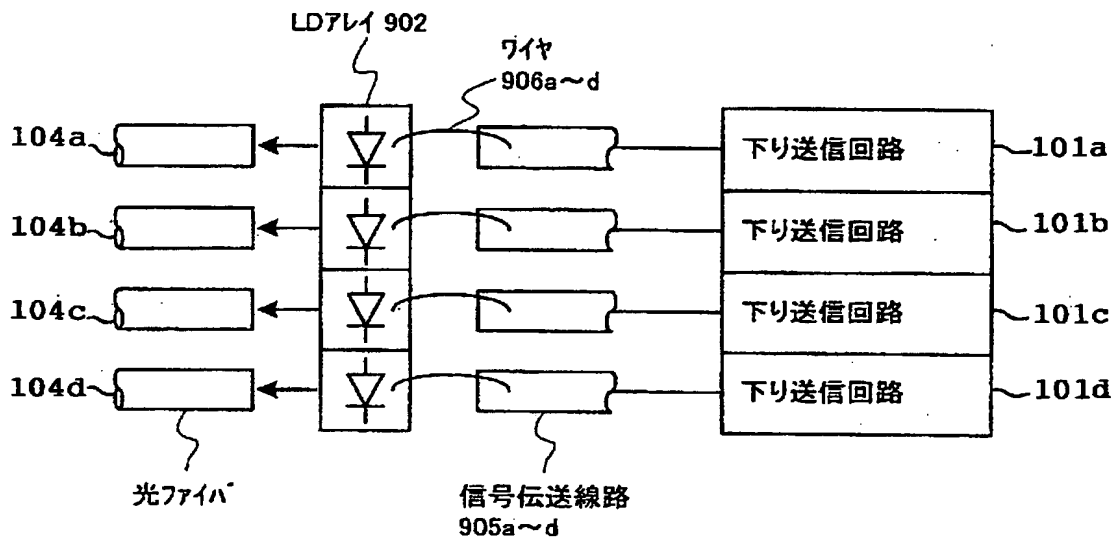 LDアレイ 902
ワイヤ
906a～d
104a
下り送信回路
101a
104b
下り送信回路
101b
104c
下り送信回路
101c
104d
下り送信回路
101d
光ファイバ
信号伝送線路
905a～d